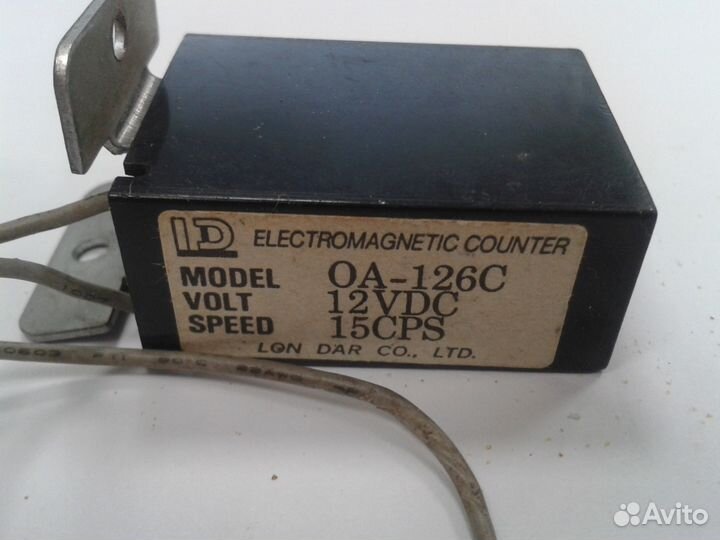 LD ELECTROMAGNETIC COUNTER
MODEL OA-126C
VOLT 12VDC
SPEED 15CPS
LON DAR CO., LTD.
Avito